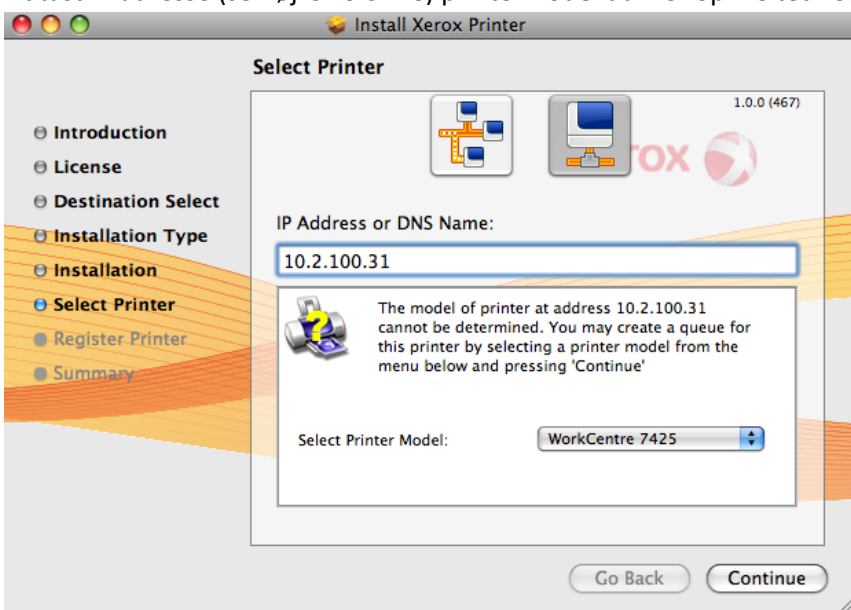 Install Xerox Printer
Select Printer
1.0.0 (467)
rox
Introduction
License
Destination Select
Installation Type
Installation
Select Printer
Register Printer
Summary
IP Address or DNS Name:
10.2.100.31
The model of printer at address 10.2.100.31
cannot be determined. You may create a queue for
this printer by selecting a printer model from the
menu below and pressing 'Continue'
Select Printer Model:
WorkCentre 7425
Go Back
Continue